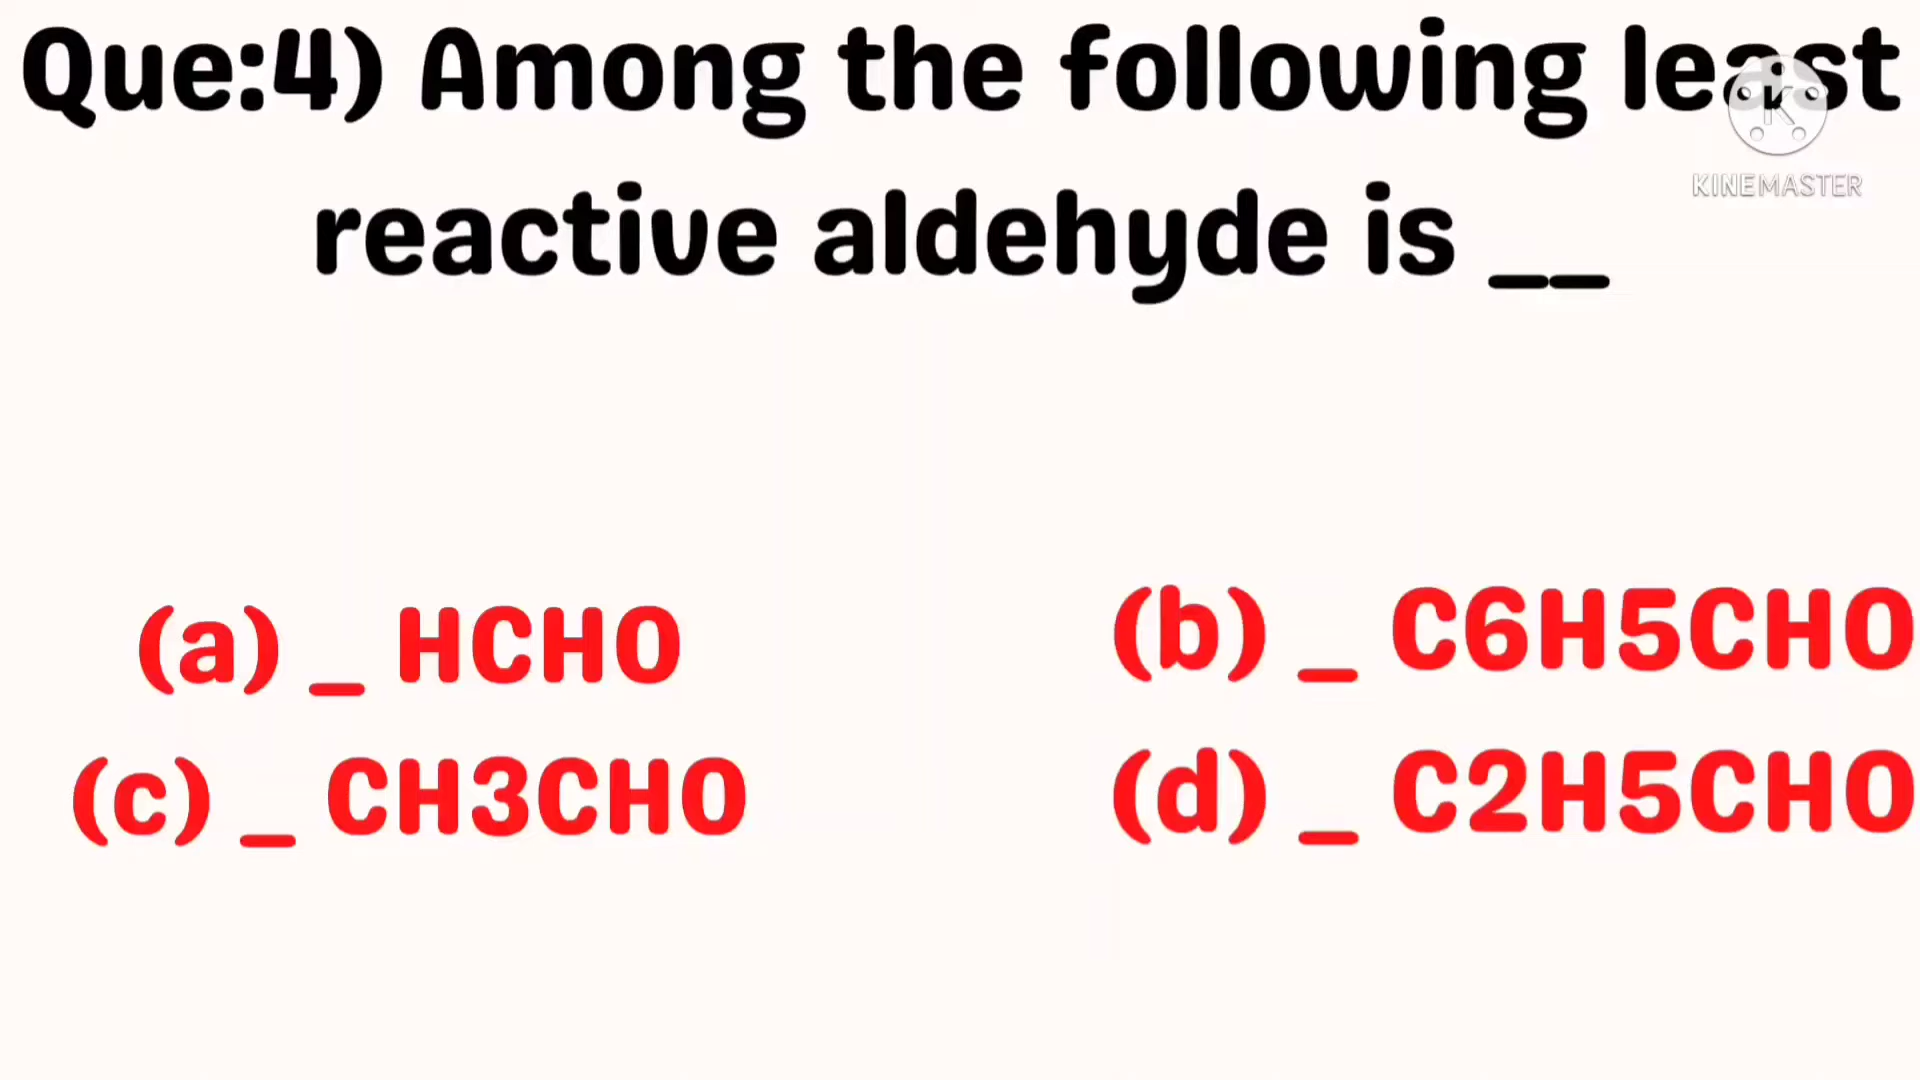 Que:4) Among the following least
KINEMASTER
reactive aldehyde is __
(a) _ HCHO
(b) _ C6H5CHO
(c) _ CH3CHO
(d) _ C2H5CHO